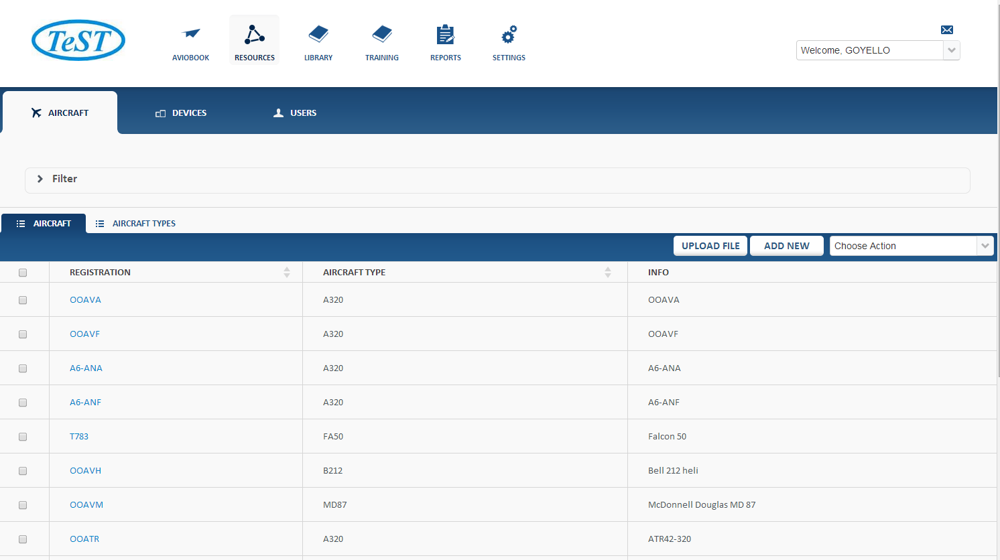 TeST
AVIOBOOK RESOURCES LIBRARY TRAINING REPORTS SETTINGS
Welcome, GOYELLO
AIRCRAFT DEVICES USERS
Filter
AIRCRAFT AIRCRAFT TYPES
UPLOAD FILE ADD NEW Choose Action
REGISTRATION AIRCRAFT TYPE INFO
OOAVA A320 OOAVA
OOAVF A320 OOAVF
A6-ANA A320 A6-ANA
A6-ANF A320 A6-ANF
T783 FA50 Falcon 50
OOAVH B212 Bell 212 heli
OOAVM MD87 McDonnell Douglas MD 87
OOATR A320 ATR42-320